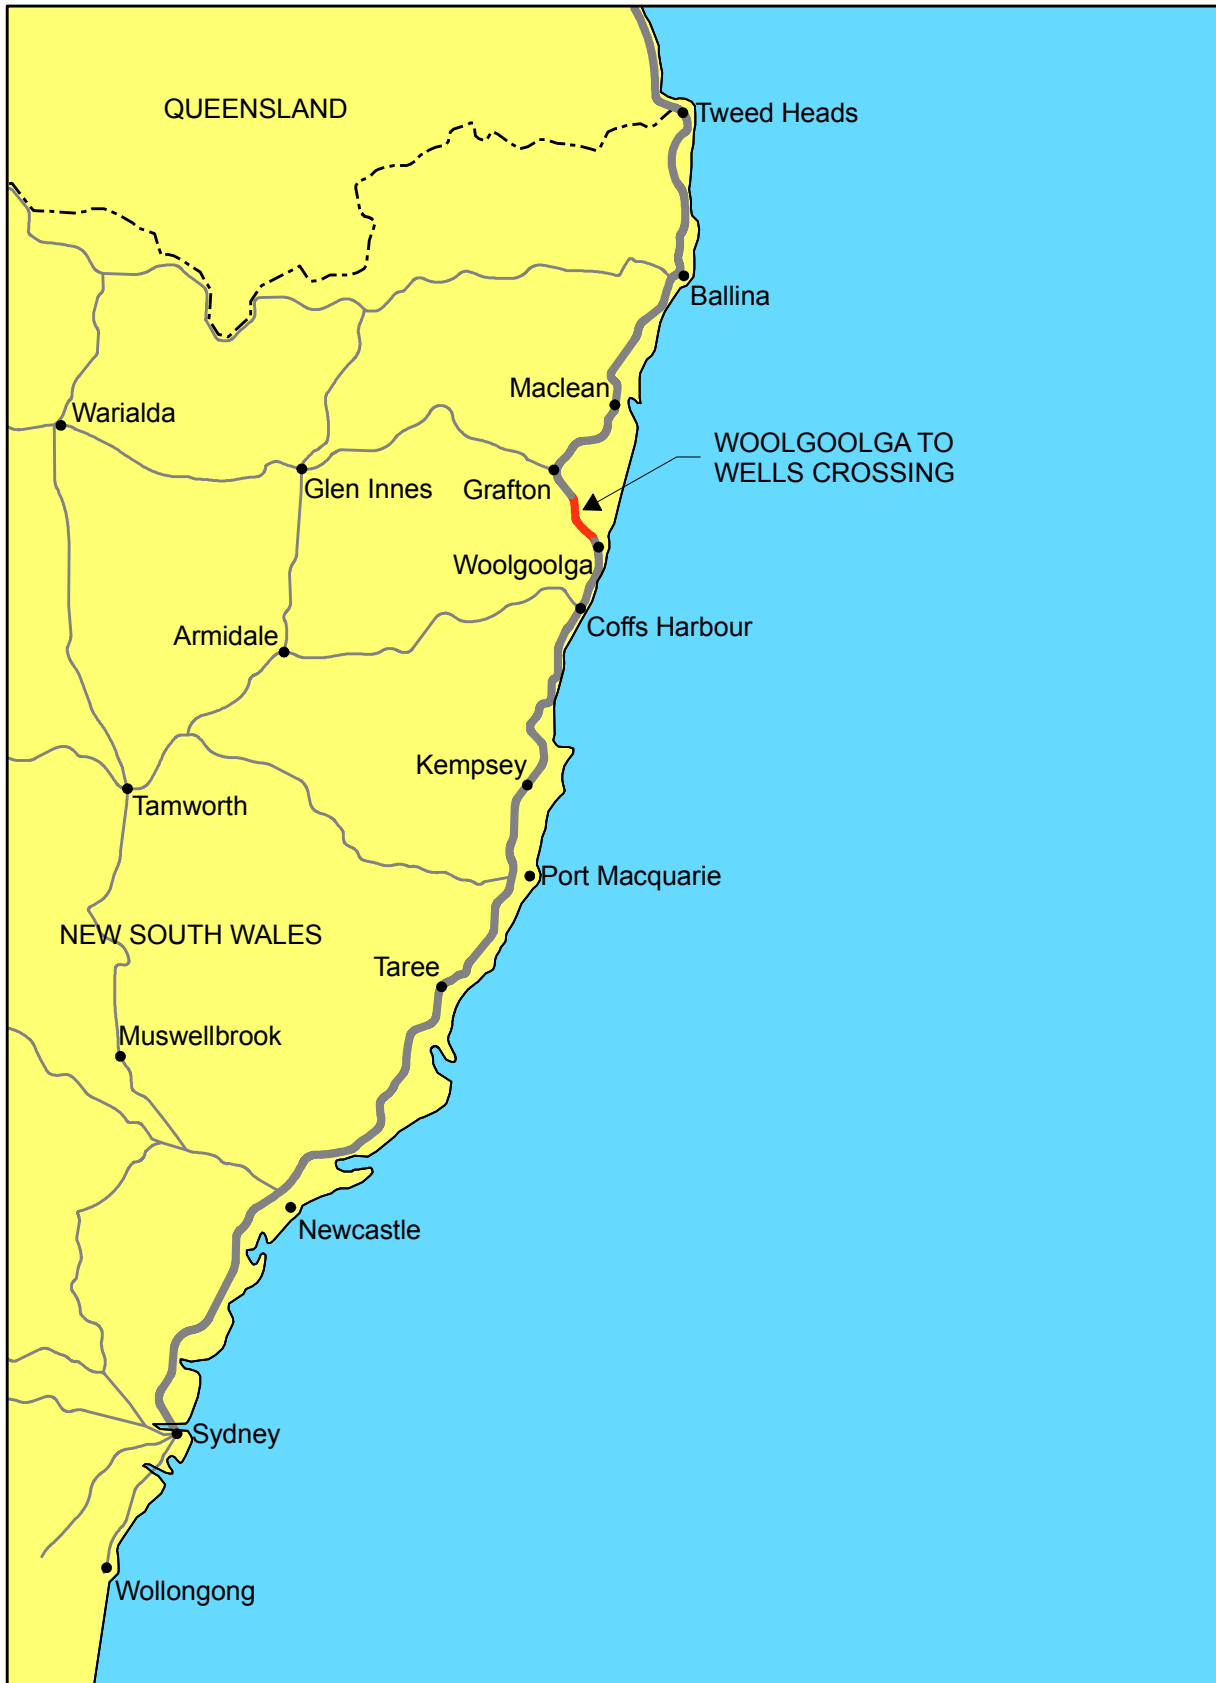 QUEENSLAND
Tweed Heads
Ballina
Maclean
Warialda
WOOLGOOLGA TO
WELLS CROSSING
Glen Innes
Grafton
Woolgoolga
Coffs Harbour
Armidale
Kempsey
Tamworth
Port Macquarie
NEW SOUTH WALES
Taree
Muswellbrook
Newcastle
Sydney
Wollongong